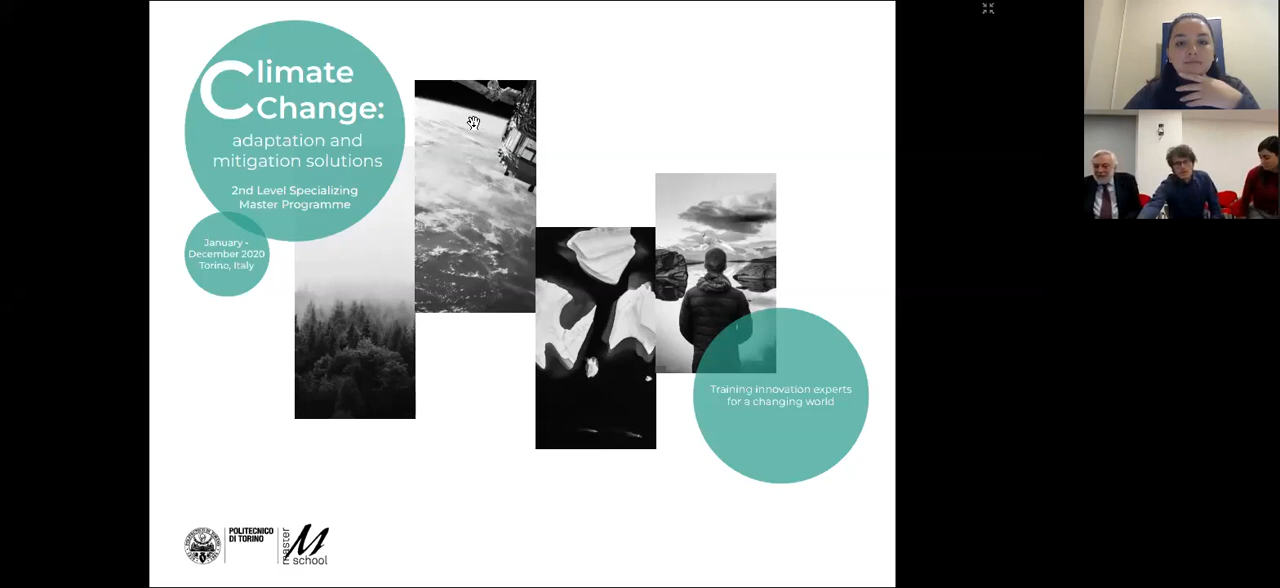 Climate
Change:
adaptation and
mitigation solutions
2nd Level Specializing
Master Programme
January -
December 2020
Torino, Italy
Training innovation experts
for a changing world
POLITECNICO
DI TORINO
master
school